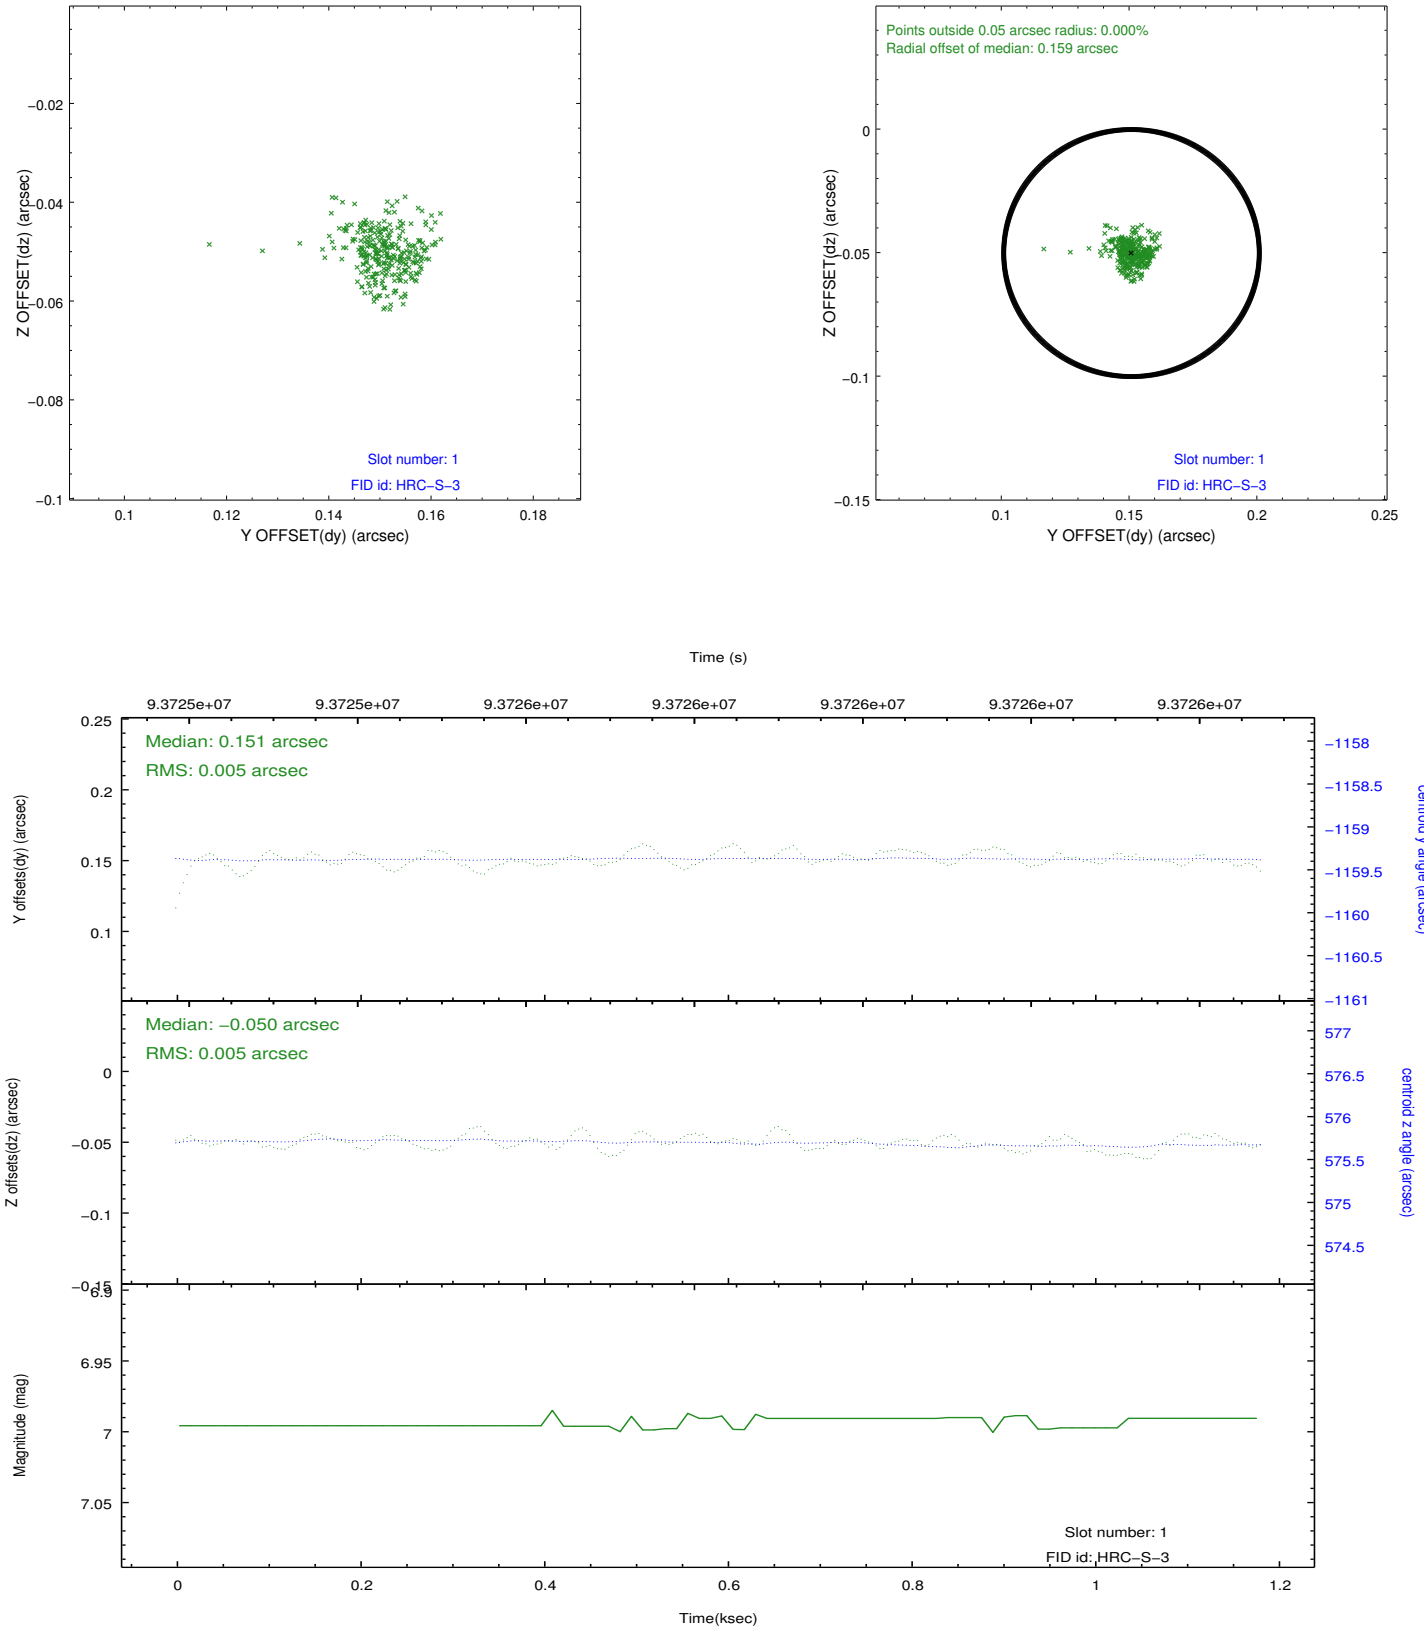 −0.02
−0.04
−0.06
−0.08
−0.1
Z OFFSET(dz) (arcsec)
Slot number: 1
FID id: HRC−S−3
0.1 0.12 0.14 0.16 0.18
Y OFFSET(dy) (arcsec)
Points outside 0.05 arcsec radius: 0.000%
Radial offset of median: 0.159 arcsec
0
−0.05
−0.1
−0.15
Z OFFSET(dz) (arcsec)
Slot number: 1
FID id: HRC−S−3
0.1 0.15 0.2 0.25
Y OFFSET(dy) (arcsec)
Time (s)
9.3725e+07 9.3725e+07 9.3726e+07 9.3726e+07 9.3726e+07 9.3726e+07 9.3726e+07
Median: 0.151 arcsec
RMS: 0.005 arcsec
0.25
0.2
0.15
0.1
Y offsets(dy) (arcsec)
−1158
−1158.5
−1159
−1159.5
−1160
−1160.5
−1161
centroid y angle (arcsec)
Median: −0.050 arcsec
RMS: 0.005 arcsec
0
−0.05
−0.1
−0.15
Z offsets(dz) (arcsec)
577
576.5
576
575.5
575
574.5
centroid z angle (arcsec)
6.9
6.95
7
7.05
Magnitude (mag)
Slot number: 1
FID id: HRC−S−3
0 0.2 0.4 0.6 0.8 1 1.2
Time(ksec)